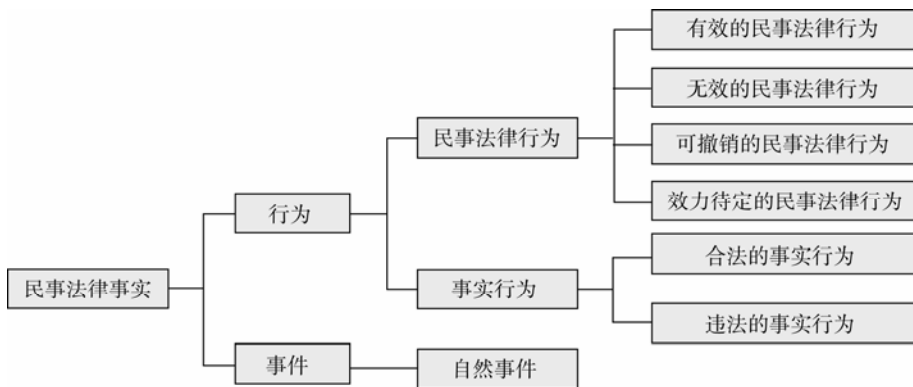 有效的民事法律行为
无效的民事法律行为
民事法律行为
可撤销的民事法律行为
行为
效力待定的民事法律行为
合法的事实行为
民事法律事实
事实行为
违法的事实行为
事件
自然事件